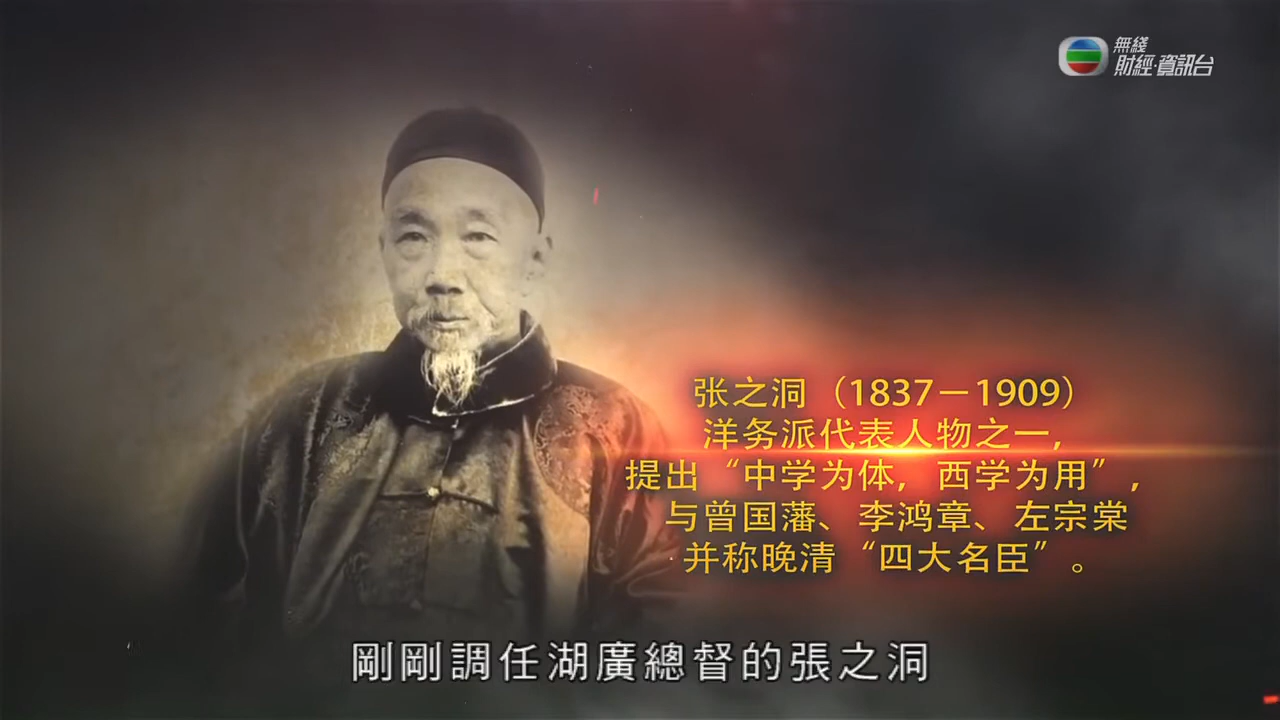 無綫
財經·資訊台
张之洞（1837－1909）
洋务派代表人物之一，
提出“中学为体，西学为用”，
与曾国藩、李鸿章、左宗棠
并称晚清“四大名臣”。
剛剛調任湖廣總督的張之洞